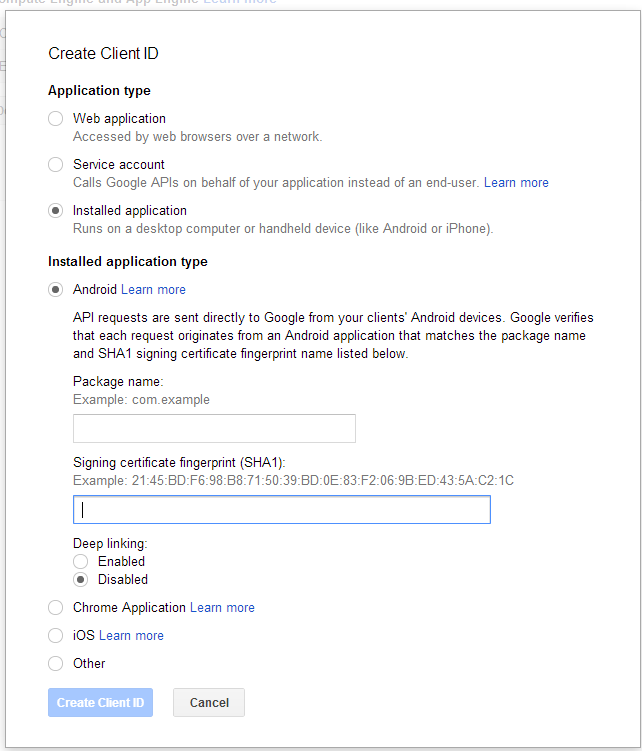 ompute Engine and App Engine Learn more
Create Client ID
Application type
Web application
Accessed by web browsers over a network.
Service account
Calls Google APIs on behalf of your application instead of an end-user. Learn more
Installed application
Runs on a desktop computer or handheld device (like Android or iPhone).
Installed application type
Android Learn more
API requests are sent directly to Google from your clients' Android devices. Google verifies
that each request originates from an Android application that matches the package name
and SHA1 signing certificate fingerprint name listed below.
Package name:
Example: com.example
Signing certificate fingerprint (SHA1):
Example: 21:45:BD:F6:98:B8:71:50:39:BD:0E:83:F2:06:9B:ED:43:5A:C2:1C
Deep linking:
Enabled
Disabled
Chrome Application Learn more
iOS Learn more
Other
Create Client ID Cancel